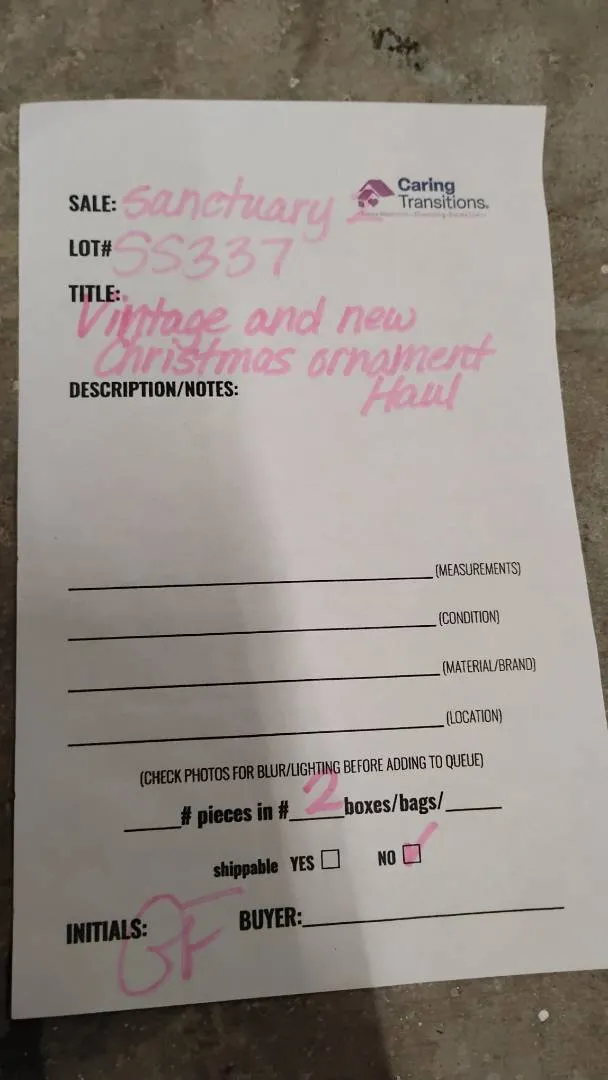 SALE: Sanctuary 2
Caring
Transitions.
LOT# SS337
TITLE:
Vintage and new
Christmas ornament
Haul
DESCRIPTION/NOTES:
(MEASUREMENTS)
(CONDITION)
(MATERIAL/BRAND)
(LOCATION)
(CHECK PHOTOS FOR BLUR/LIGHTING BEFORE ADDING TO QUEUE)
# pieces in # 2 boxes/bags/
shippable YES NO
INITIALS: BUYER: